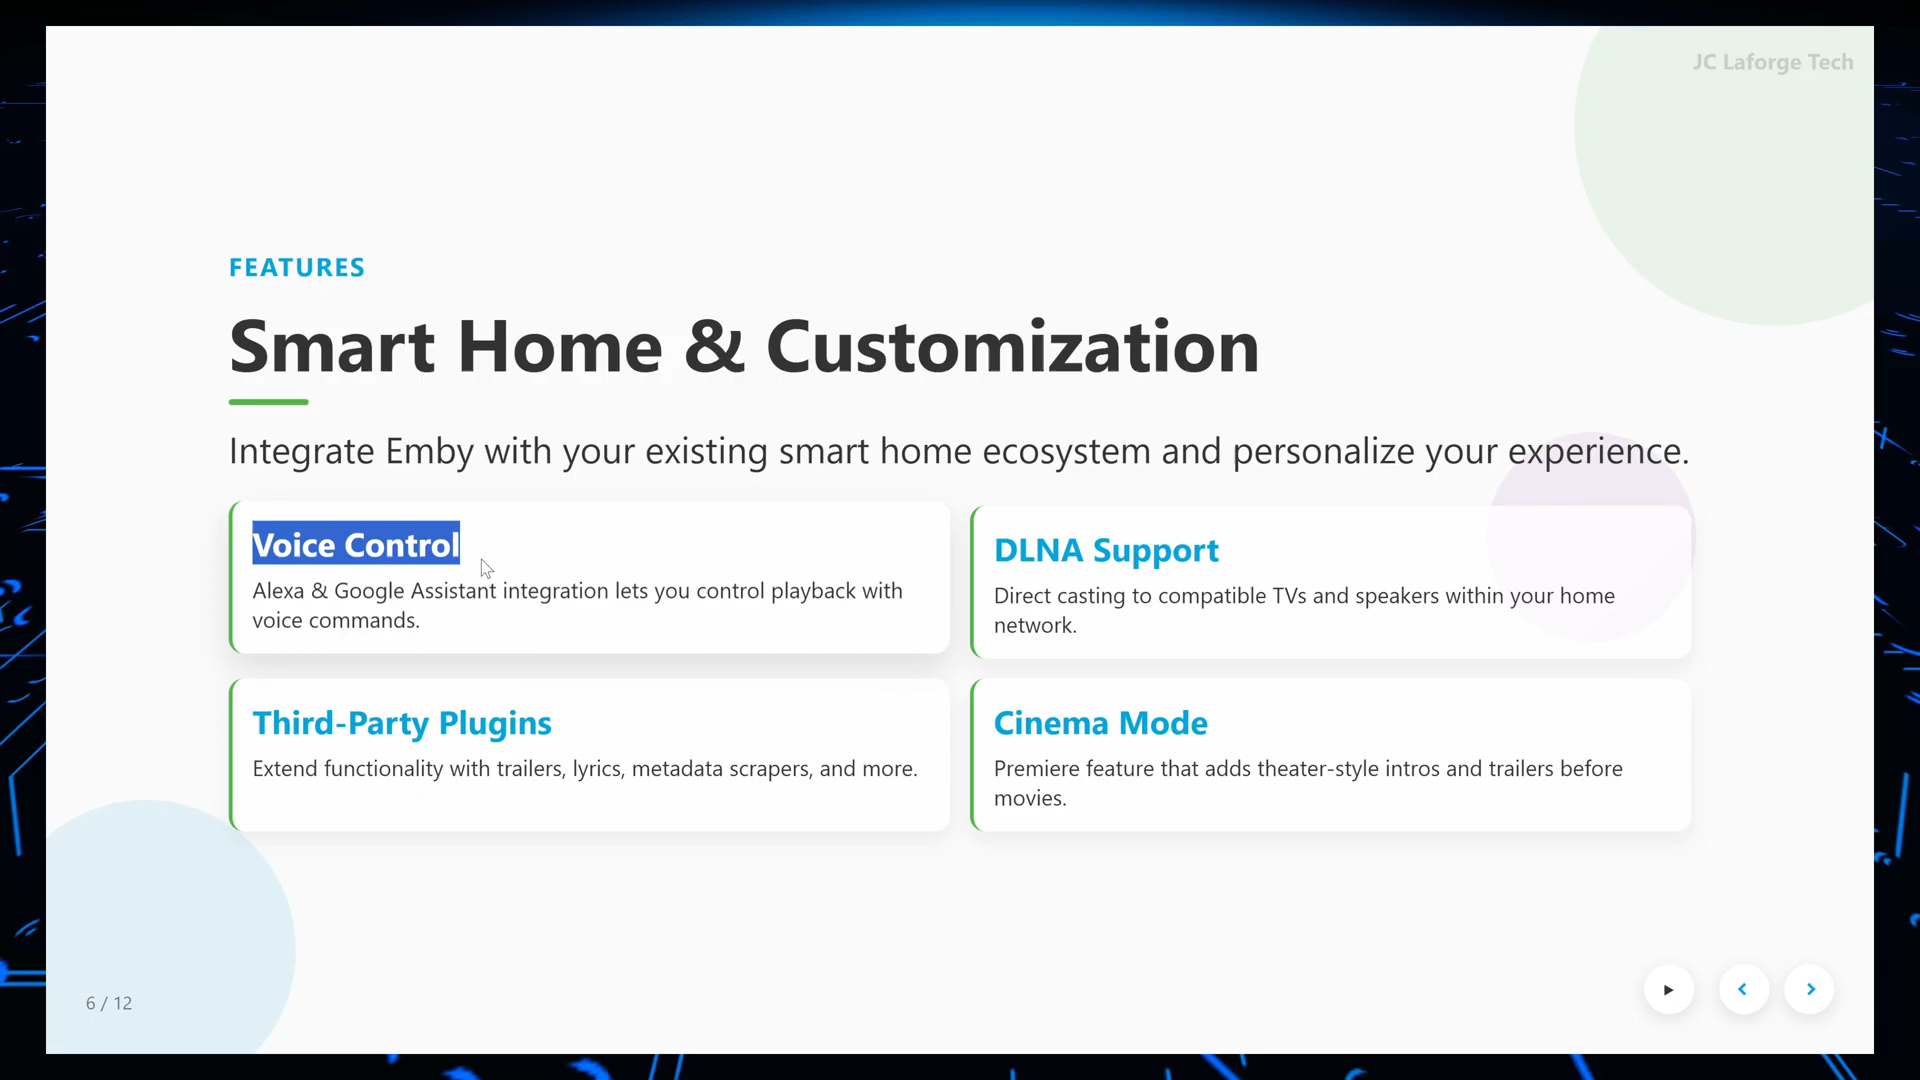 JC Laforge Tech
FEATURES
Smart Home & Customization
Integrate Emby with your existing smart home ecosystem and personalize your experience.
Voice Control
Alexa & Google Assistant integration lets you control playback with
voice commands.
DLNA Support
Direct casting to compatible TVs and speakers within your home
network.
Third-Party Plugins
Extend functionality with trailers, lyrics, metadata scrapers, and more.
Cinema Mode
Premiere feature that adds theater-style intros and trailers before
movies.
6 / 12